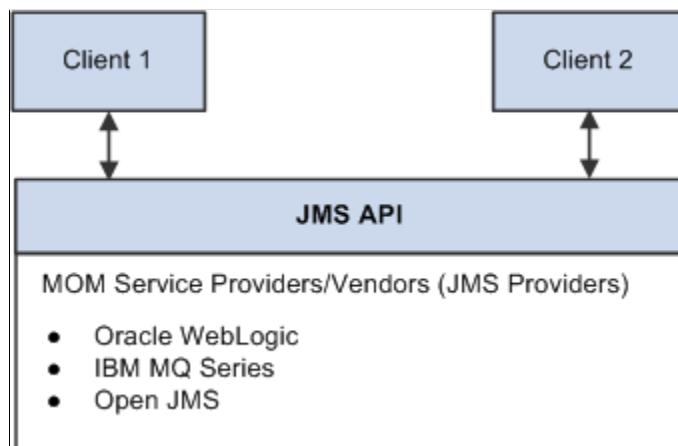 Client 1
Client 2
JMS API
MOM Service Providers/Vendors (JMS Providers)
● Oracle WebLogic
● IBM MQ Series
● Open JMS